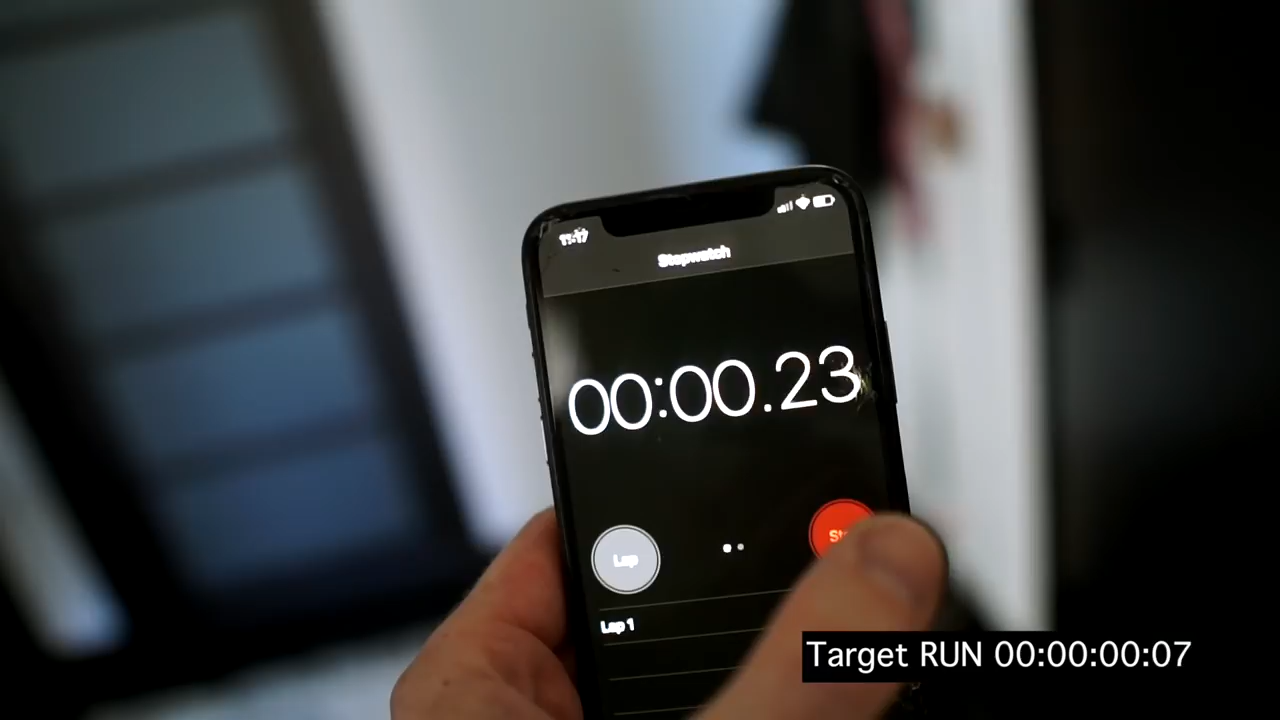 11:17
Stopwatch
00:00.23
Lap
Lap 1
Target RUN 00:00:00:07